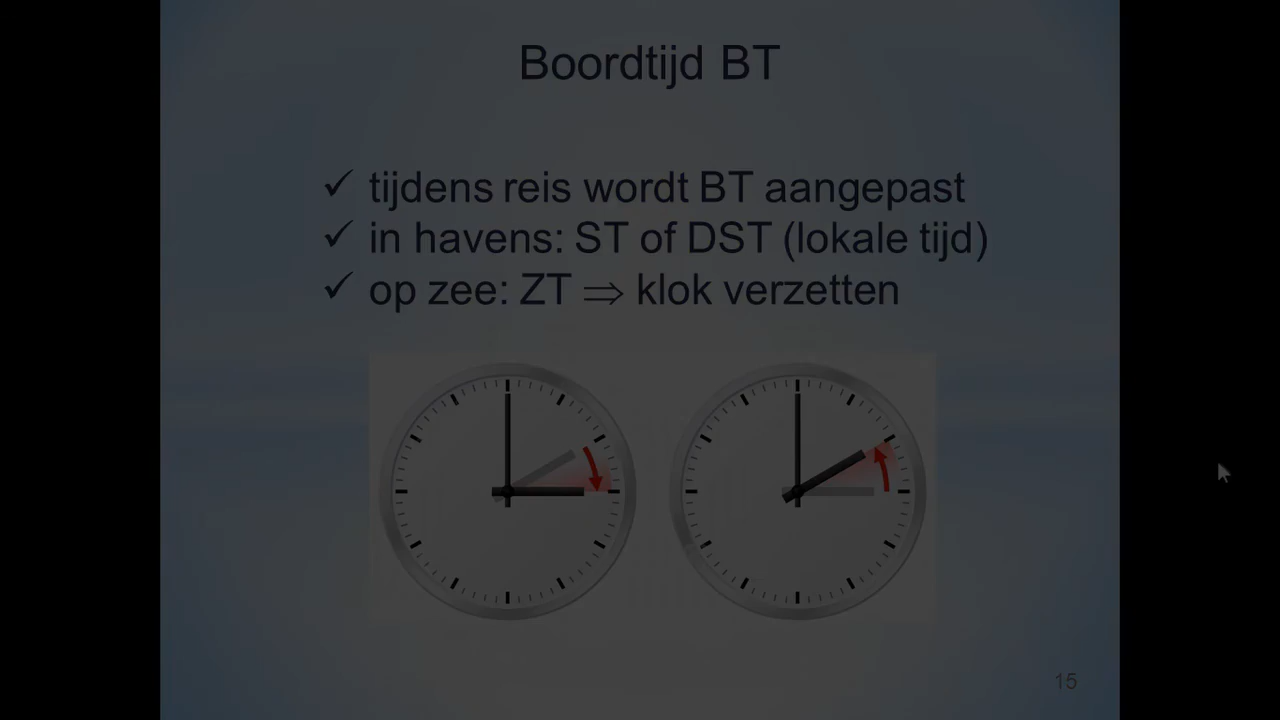 Boordtijd BT
✓ tijdens reis wordt BT aangepast
✓ in havens: ST of DST (lokale tijd)
✓ op zee: ZT ⇒ klok verzetten
15